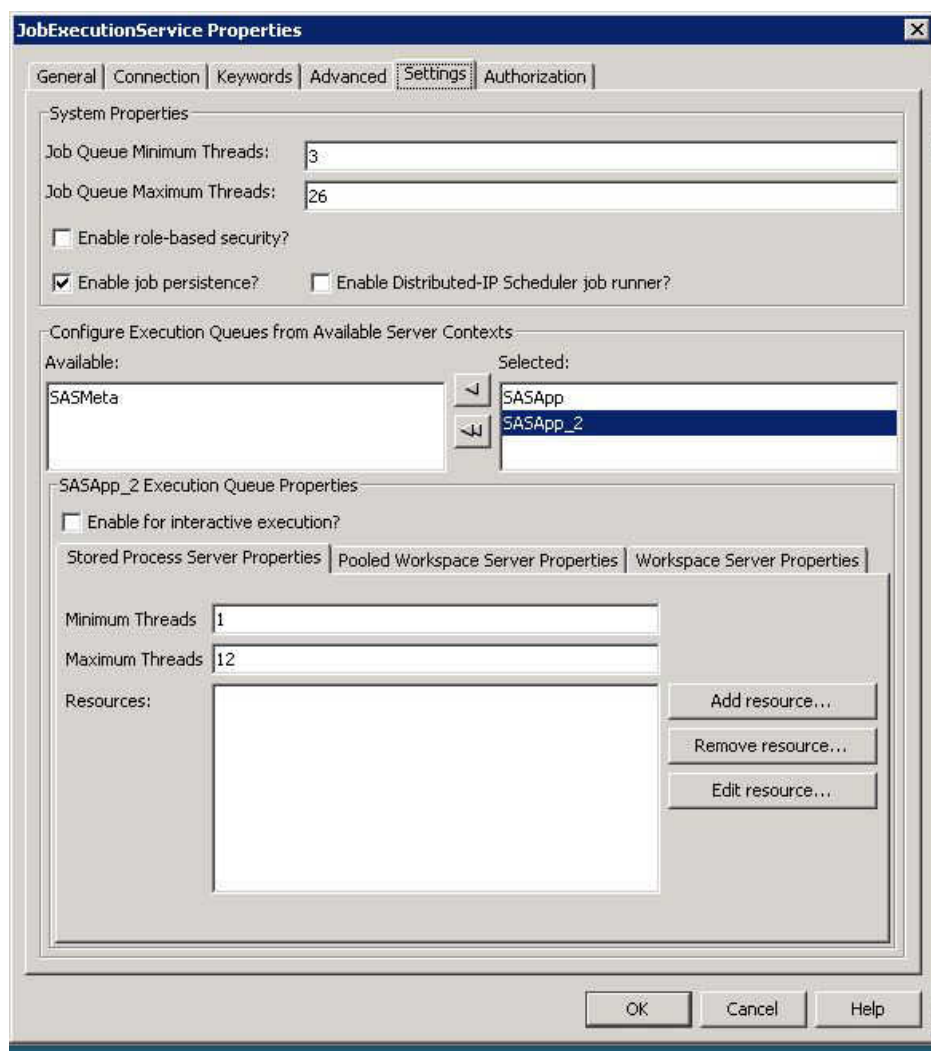 JobExecutionService Properties
General Connection Keywords Advanced Settings Authorization
System Properties
Job Queue Minimum Threads: 3
Job Queue Maximum Threads: 26
Enable role-based security?
Enable job persistence? Enable Distributed-IP Scheduler job runner?
Configure Execution Queues from Available Server Contexts
Available: Selected:
SASMeta SASApp
SASApp_2
SASApp_2 Execution Queue Properties
Enable for interactive execution?
Stored Process Server Properties Pooled Workspace Server Properties Workspace Server Properties
Minimum Threads 1
Maximum Threads 12
Resources: Add resource...
Remove resource...
Edit resource...
OK Cancel Help